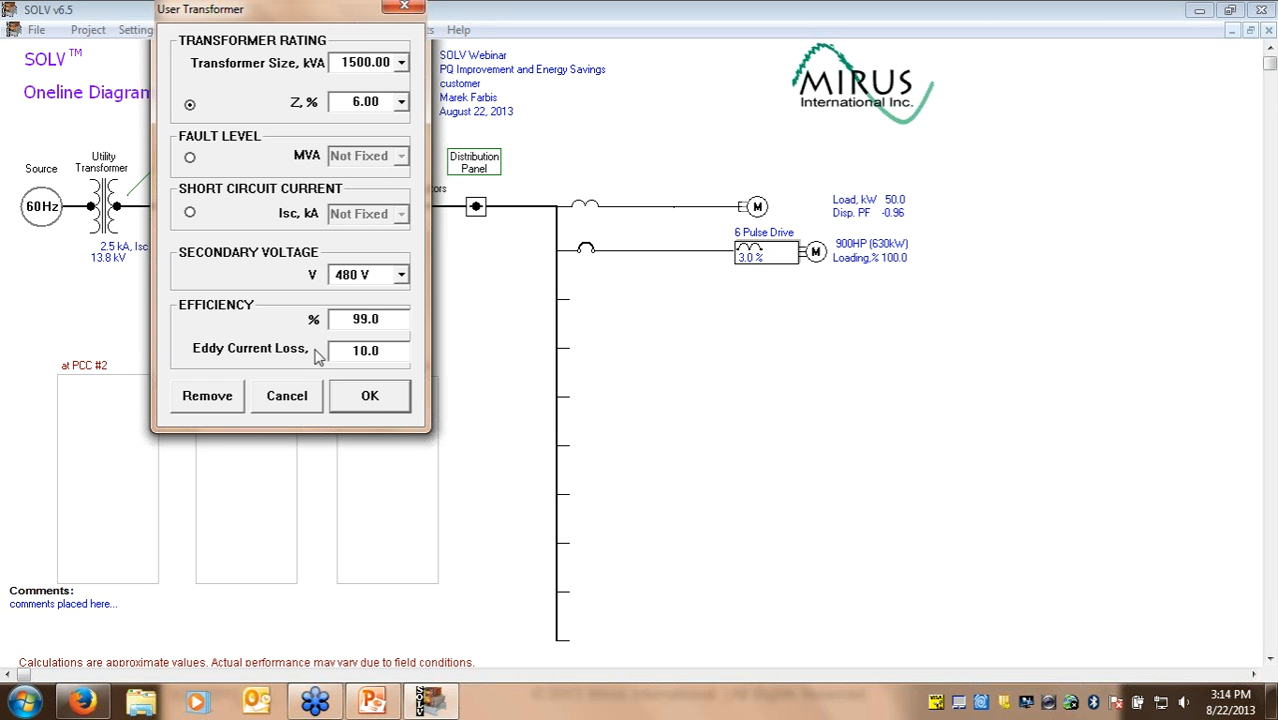 SOLV v6.5
User Transformer
File Project Setting
Help
TRANSFORMER RATING
Transformer Size, kVA 1500.00
Z, % 6.00
FAULT LEVEL
MVA Not Fixed
SHORT CIRCUIT CURRENT
Isc, kA Not Fixed
SECONDARY VOLTAGE
V 480 V
EFFICIENCY
% 99.0
Eddy Current Loss, 10.0
Remove Cancel OK
SOLV TM
Oneline Diagram
SOLV Webinar
PQ Improvement and Energy Savings
customer
Marek Farbis
August 22, 2013
MIRUS
International Inc.
Source
Utility
Transformer
60Hz
2.5 kA, Isc
13.8 kV
Distribution
Panel
M
Load, kW 50.0
Disp. PF -0.96
6 Pulse Drive
3.0 %
M
900HP (630kW)
Loading,% 100.0
at PCC #2
Comments:
comments placed here...
Calculations are approximate values. Actual performance may vary due to field conditions.
3:14 PM
8/22/2013